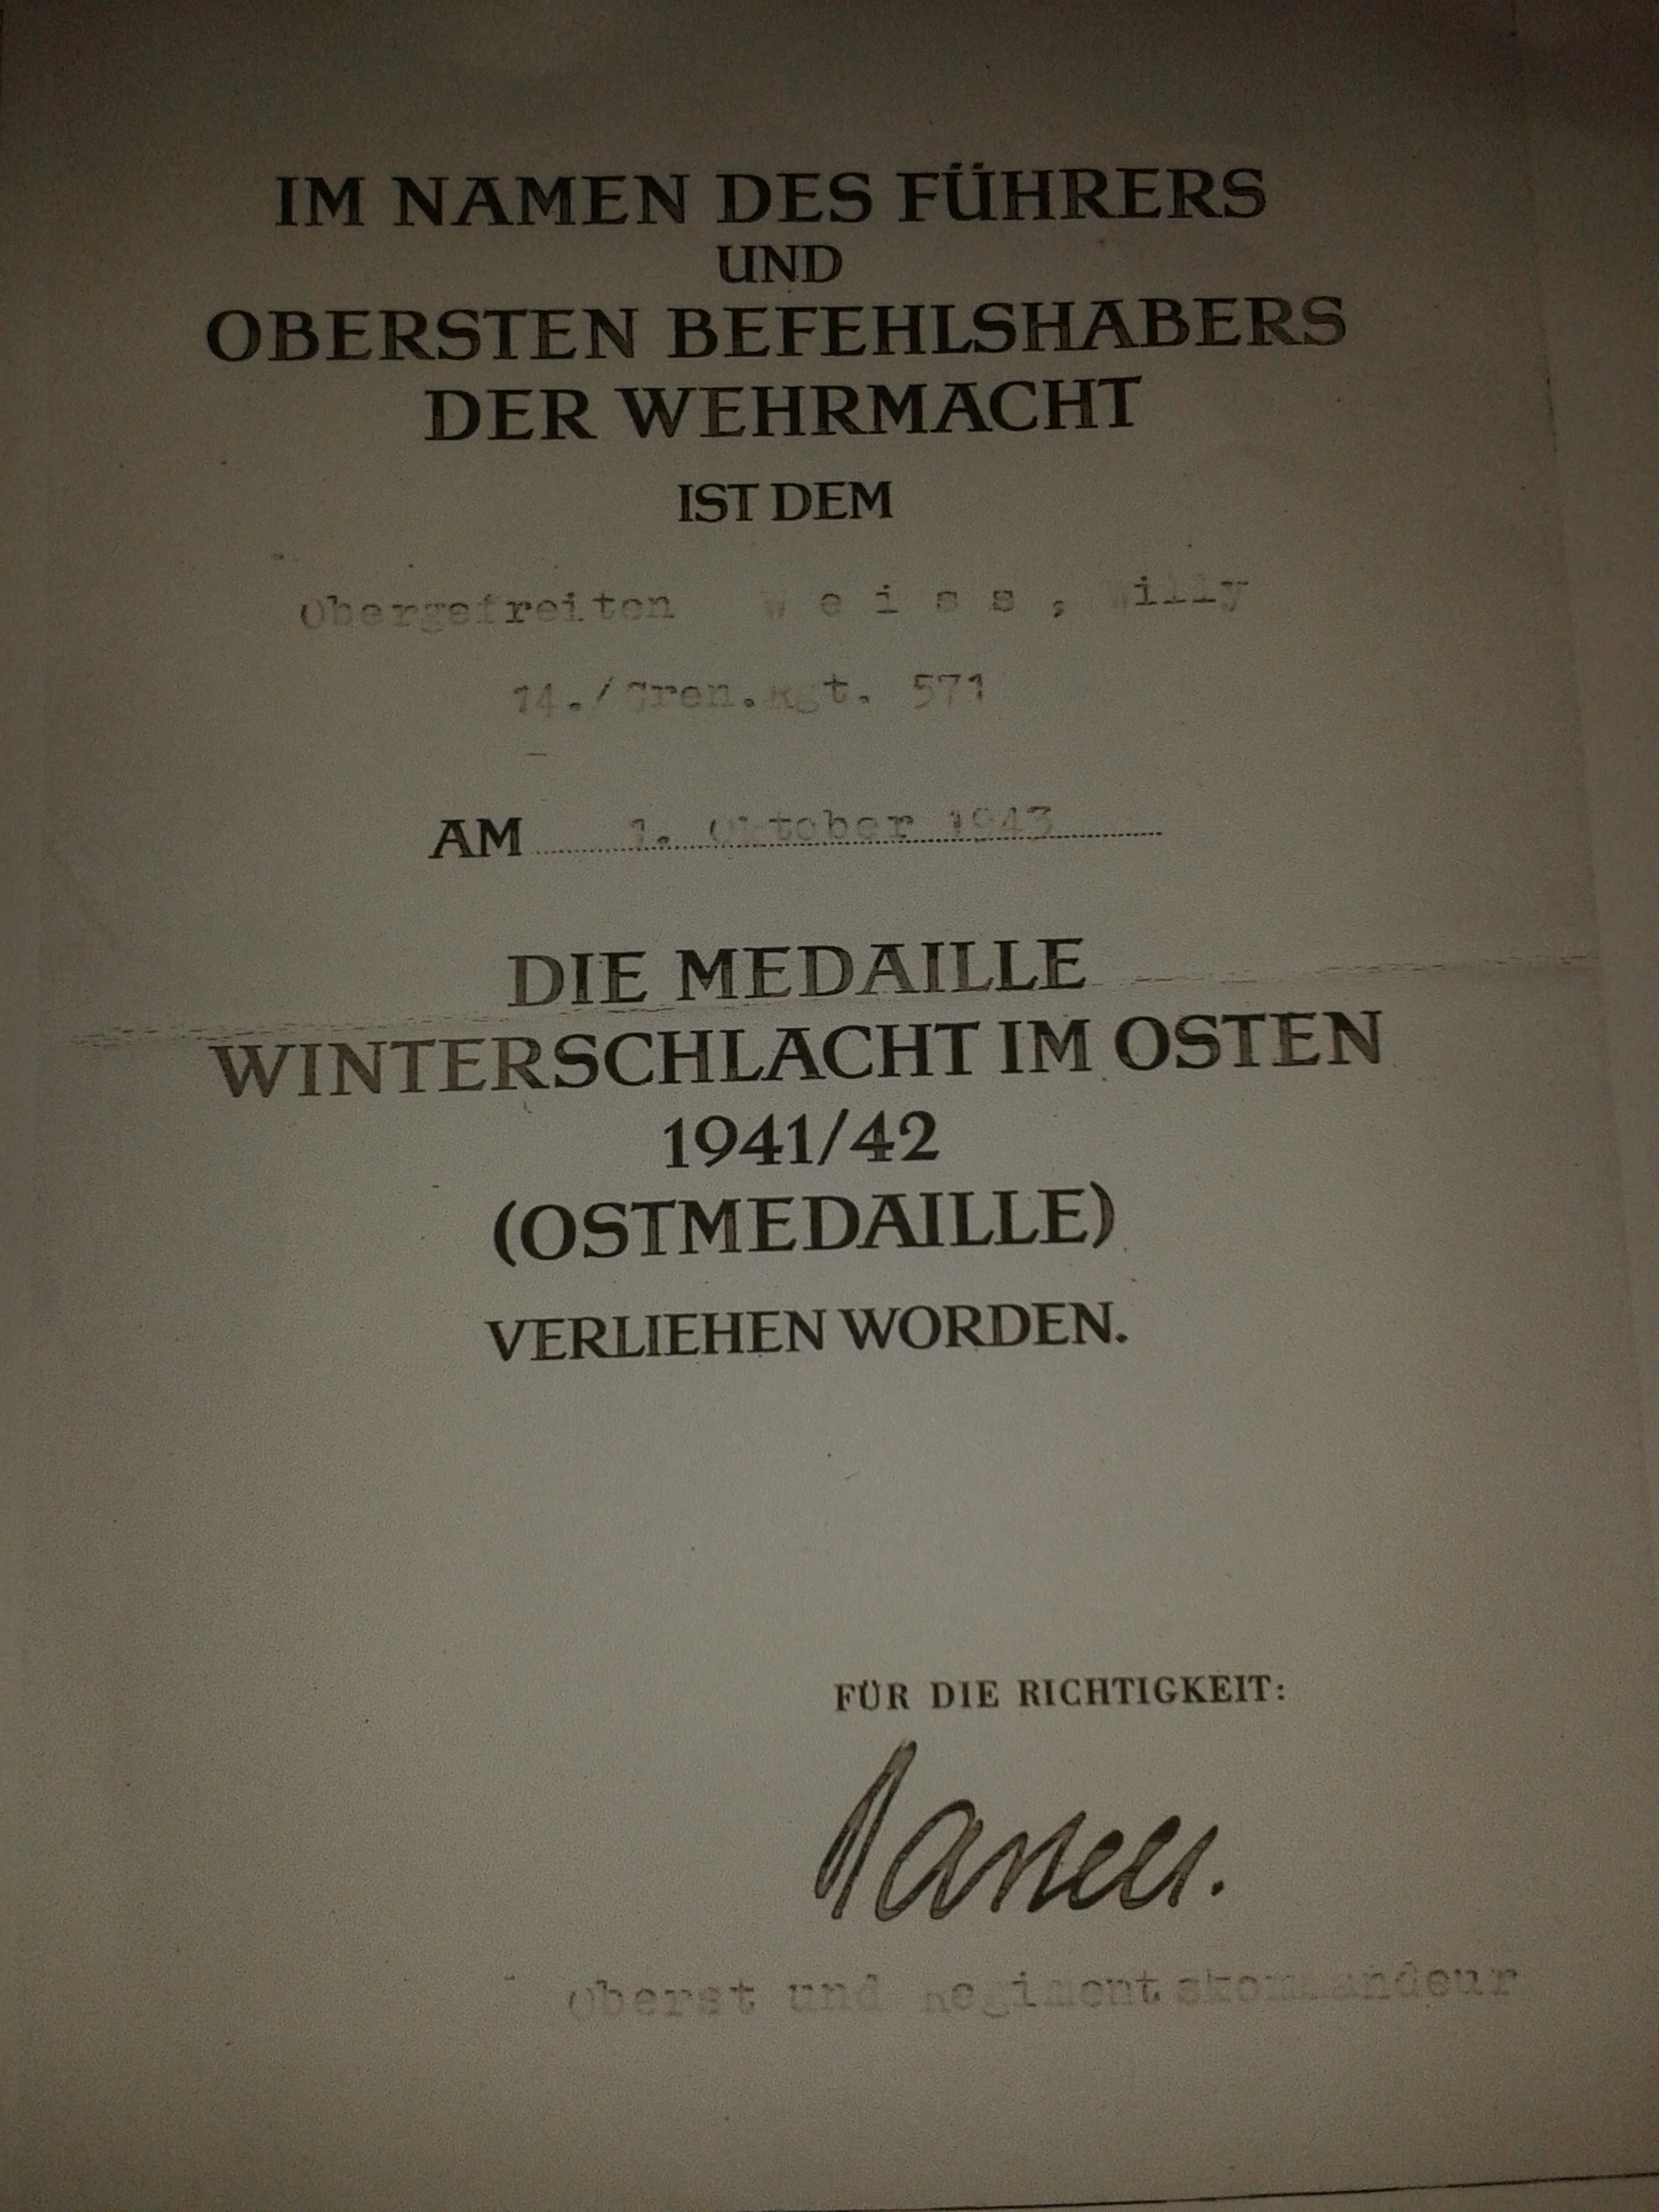 IM NAMEN DES FÜHRERS
UND
OBERSTEN BEFEHLSHABERS
DER WEHRMACHT
IST DEM
Obergefreiten W e i s s , Willy
14./Gren.Rgt. 571
AM 1. Oktober 1943
DIE MEDAILLE
WINTERSCHLACHT IM OSTEN
1941/42
(OSTMEDAILLE)
VERLIEHEN WORDEN.
FÜR DIE RICHTIGKEIT:
Oberst und Regimentskommandeur